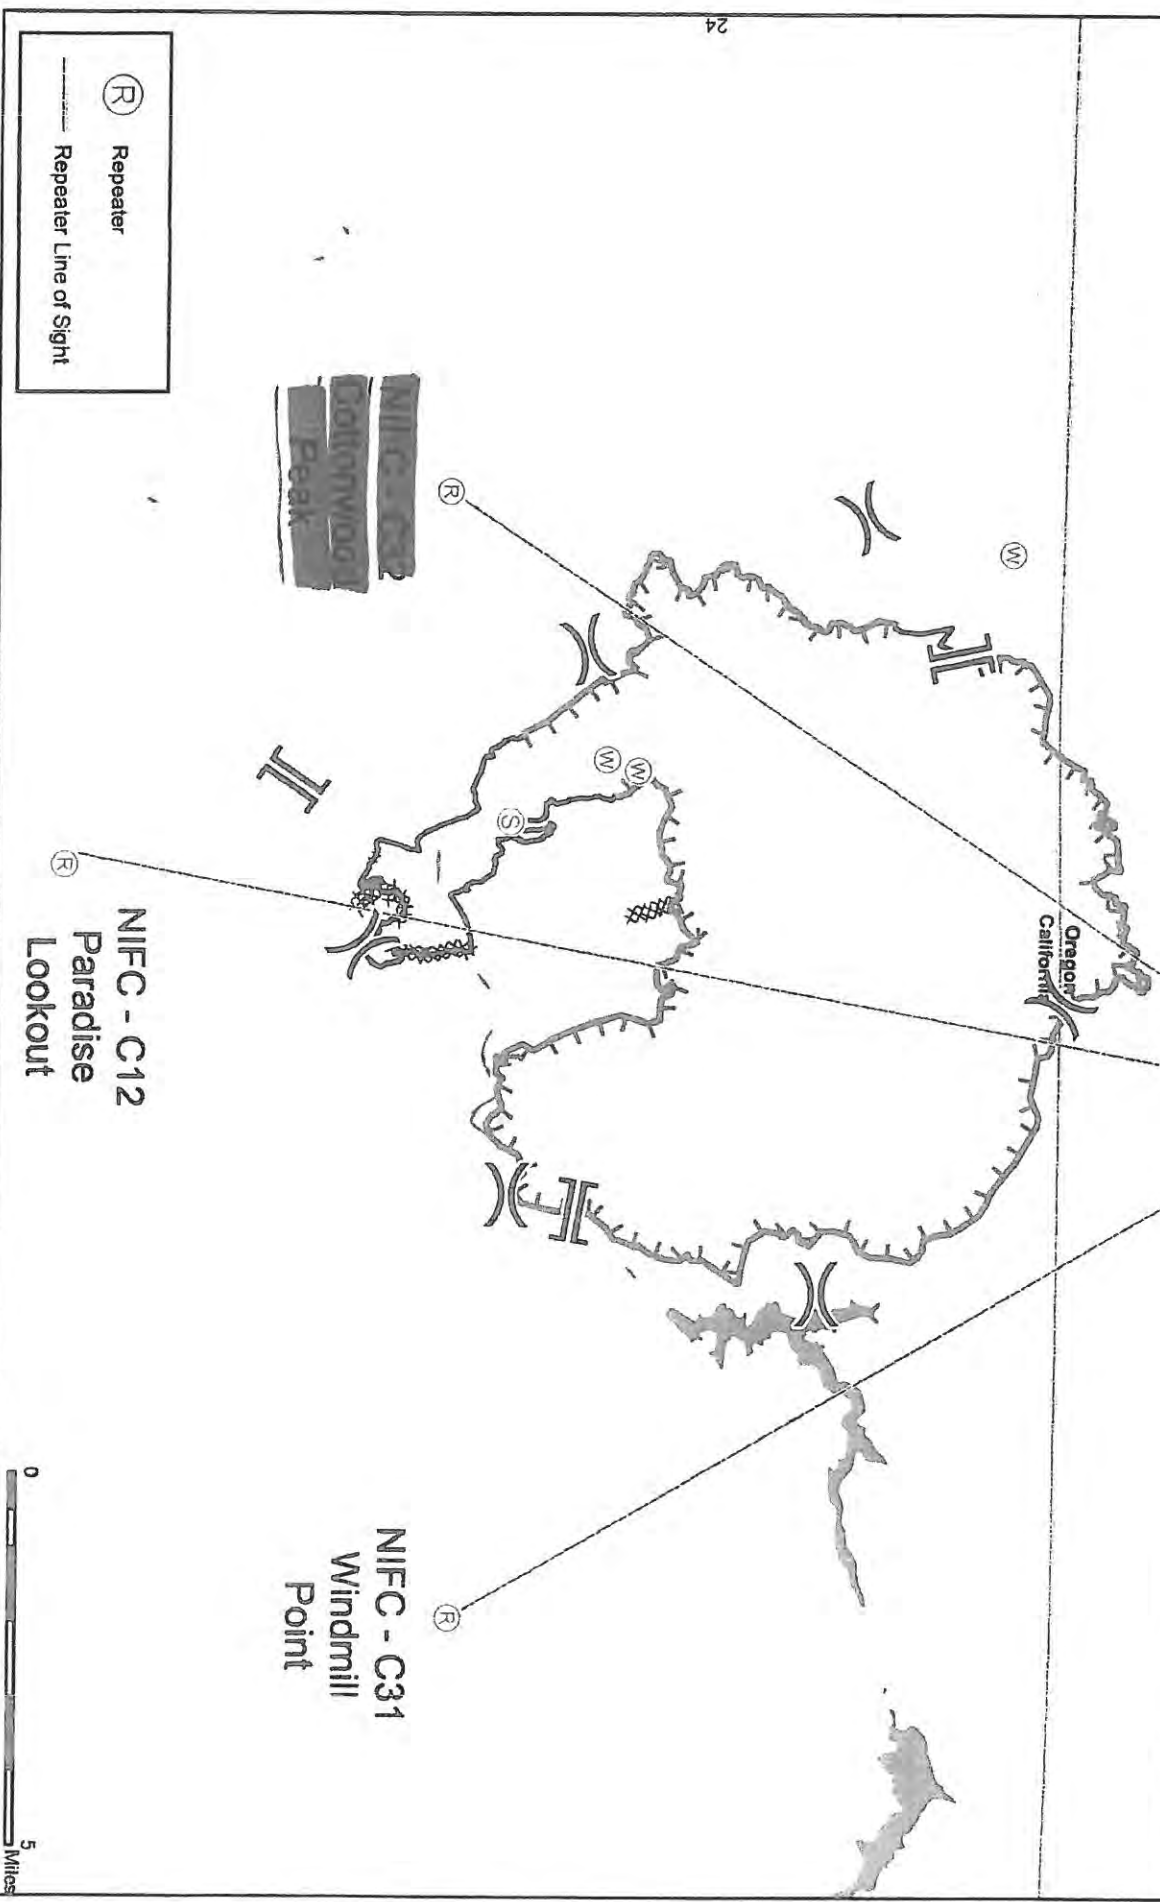 24
Oregon
California
W
R
W
W
S
R
R
NIFC - C32
Cottonwood
Peak
NIFC - C12
Paradise
Lookout
NIFC - C31
Windmill
Point
R Repeater
Repeater Line of Sight
0 5 Miles